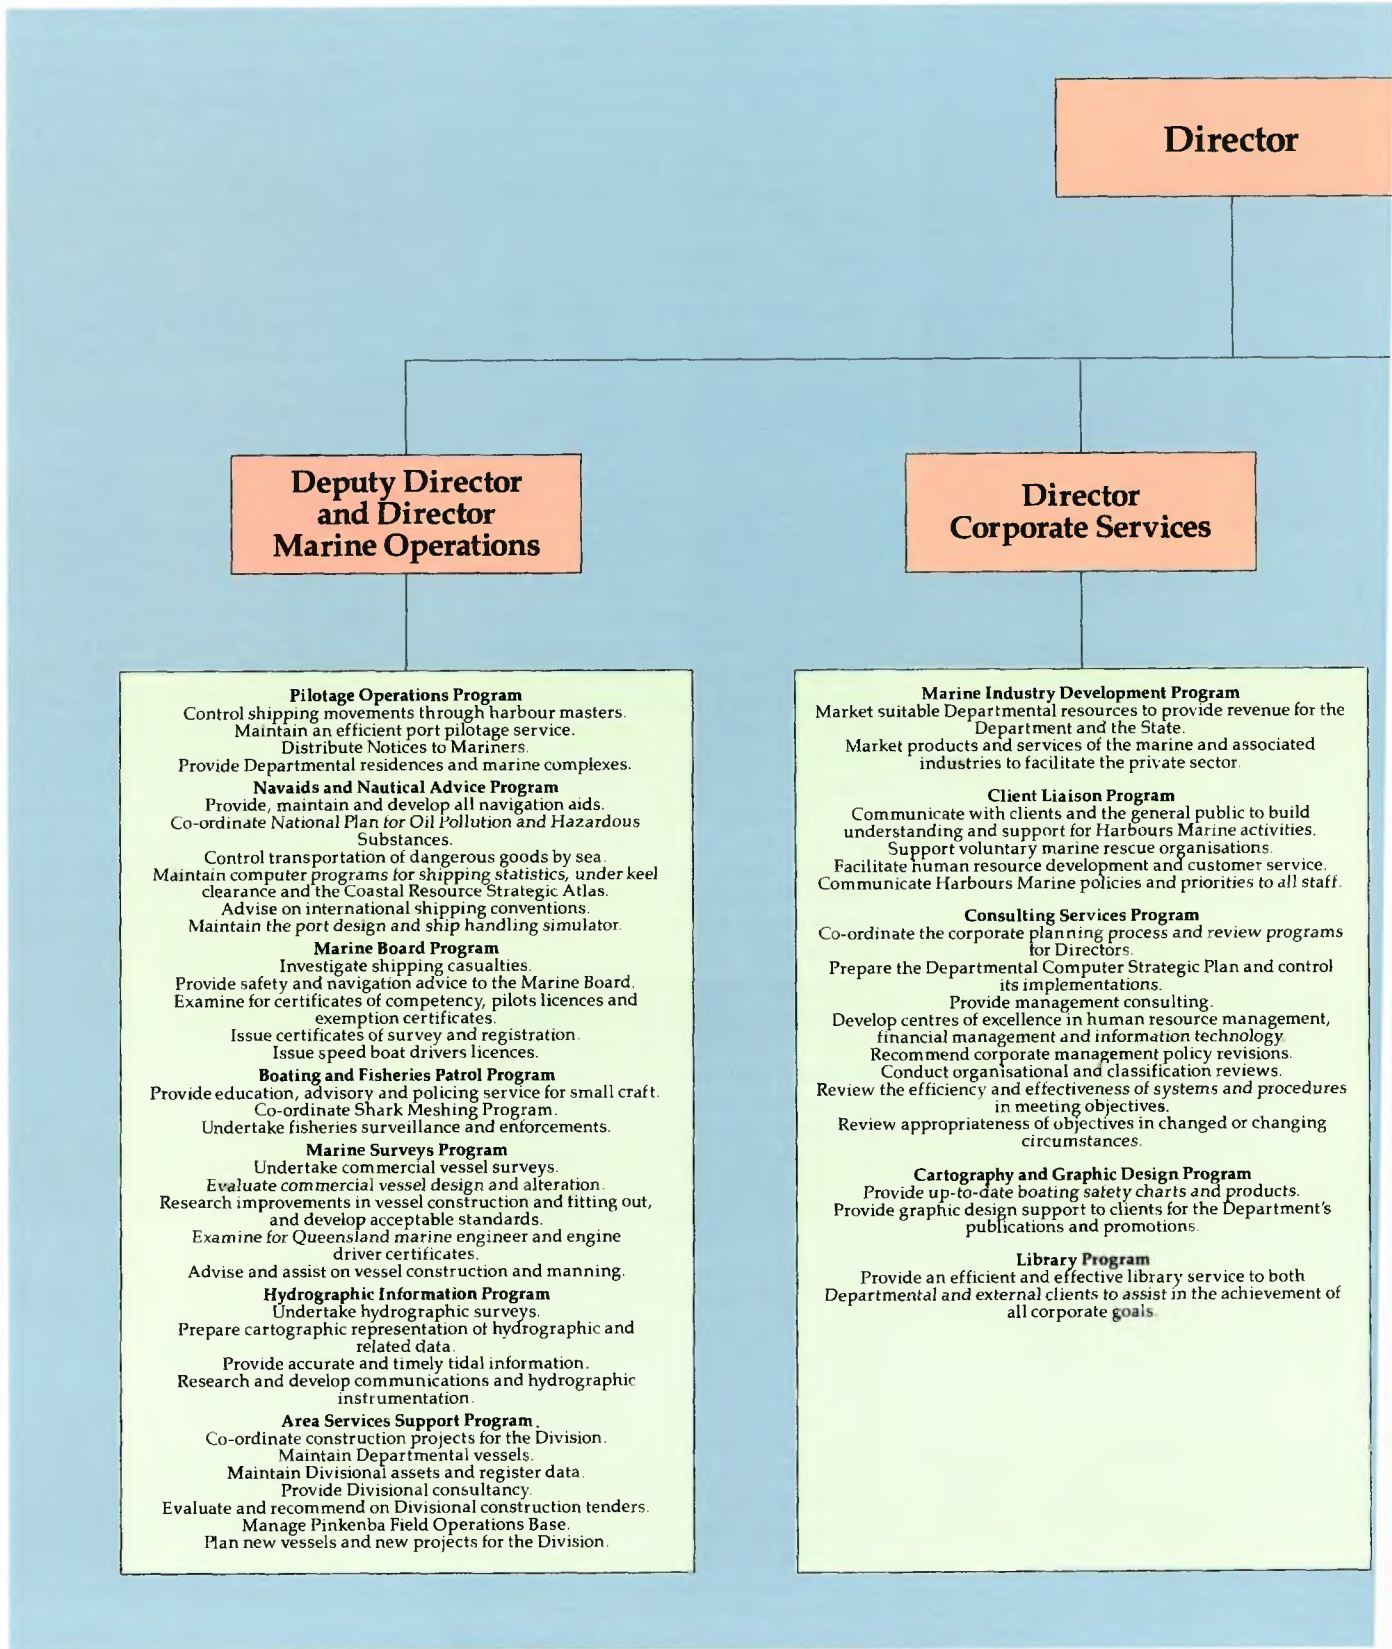 Director
Deputy Director
and Director
Marine Operations
Director
Corporate Services
Pilotage Operations Program
Control shipping movements through harbour masters.
Maintain an efficient port pilotage service.
Distribute Notices to Mariners.
Provide Departmental residences and marine complexes.
Navaids and Nautical Advice Program
Provide, maintain and develop all navigation aids.
Co-ordinate National Plan for Oil Pollution and Hazardous
Substances.
Control transportation of dangerous goods by sea.
Maintain computer programs for shipping statistics, under keel
clearance and the Coastal Resource Strategic Atlas.
Advise on international shipping conventions.
Maintain the port design and ship handling simulator.
Marine Board Program
Investigate shipping casualties.
Provide safety and navigation advice to the Marine Board.
Examine for certificates of competency, pilots licences and
exemption certificates.
Issue certificates of survey and registration.
Issue speed boat drivers licences.
Boating and Fisheries Patrol Program
Provide education, advisory and policing service for small craft.
Co-ordinate Shark Meshing Program.
Undertake fisheries surveillance and enforcements.
Marine Surveys Program
Undertake commercial vessel surveys.
Evaluate commercial vessel design and alteration.
Research improvements in vessel construction and fitting out,
and develop acceptable standards.
Examine for Queensland marine engineer and engine
driver certificates.
Advise and assist on vessel construction and manning.
Hydrographic Information Program
Undertake hydrographic surveys.
Prepare cartographic representation of hydrographic and
related data.
Provide accurate and timely tidal information.
Research and develop communications and hydrographic
instrumentation.
Area Services Support Program.
Co-ordinate construction projects for the Division.
Maintain Departmental vessels.
Maintain Divisional assets and register data.
Provide Divisional consultancy.
Evaluate and recommend on Divisional construction tenders.
Manage Pinkenba Field Operations Base.
Plan new vessels and new projects for the Division.
Marine Industry Development Program
Market suitable Departmental resources to provide revenue for the
Department and the State.
Market products and services of the marine and associated
industries to facilitate the private sector.
Client Liaison Program
Communicate with clients and the general public to build
understanding and support for Harbours Marine activities.
Support voluntary marine rescue organisations.
Facilitate human resource development and customer service.
Communicate Harbours Marine policies and priorities to all staff.
Consulting Services Program
Co-ordinate the corporate planning process and review programs
for Directors.
Prepare the Departmental Computer Strategic Plan and control
its implementations.
Provide management consulting.
Develop centres of excellence in human resource management,
financial management and information technology
Recommend corporate management policy revisions.
Conduct organisational and classification reviews.
Review the efficiency and effectiveness of systems and procedures
in meeting objectives.
Review appropriateness of objectives in changed or changing
circumstances.
Cartography and Graphic Design Program
Provide up-to-date boating safety charts and products.
Provide graphic design support to clients for the Department's
publications and promotions.
Library Program
Provide an efficient and effective library service to both
Departmental and external clients to assist in the achievement of
all corporate goals.